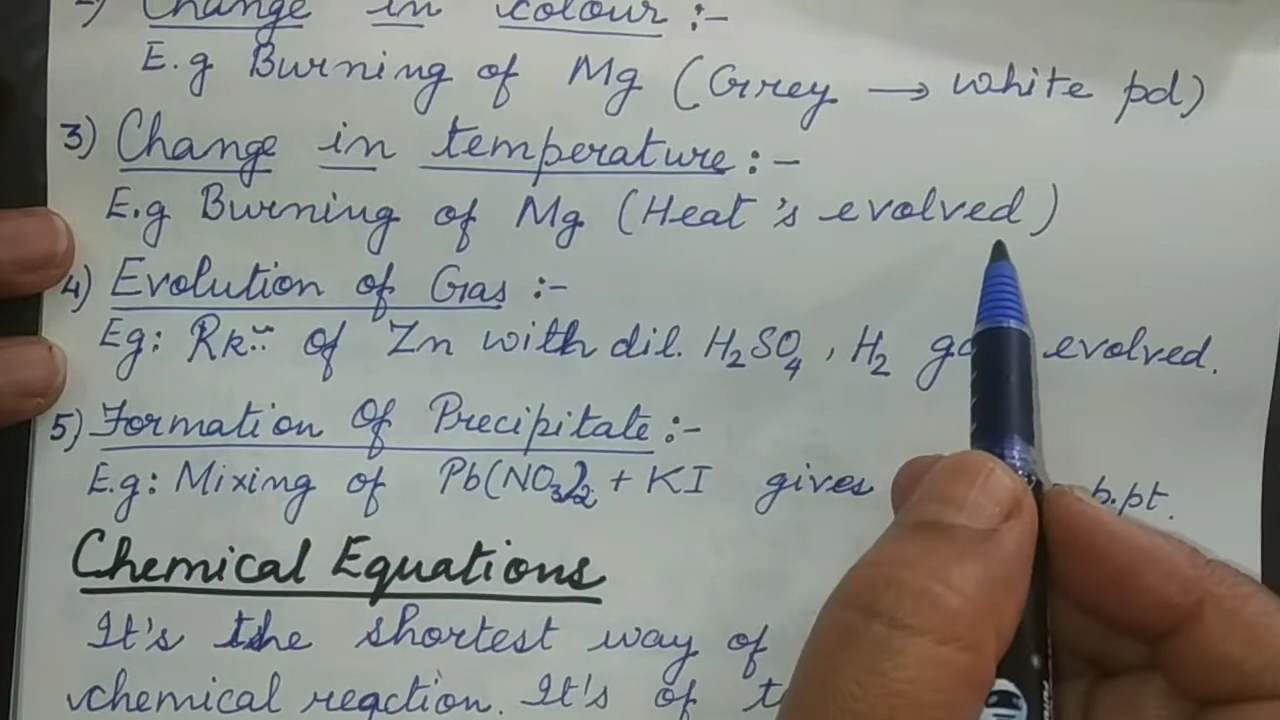 Change in colour :-
E.g Burning of Mg (Grey → white pd)
3) Change in temperature :-
E.g Burning of Mg (Heat's evolved)
4) Evolution of Gas :-
Eg: Rk.. of Zn with dil. H₂SO₄, H₂ evolved.
5) Formation Of Precipitate :-
E.g: Mixing of Pb(NO₃)₂ + KI gives p.pt.
Chemical Equations
It's the shortest way of
chemical reaction. It's of